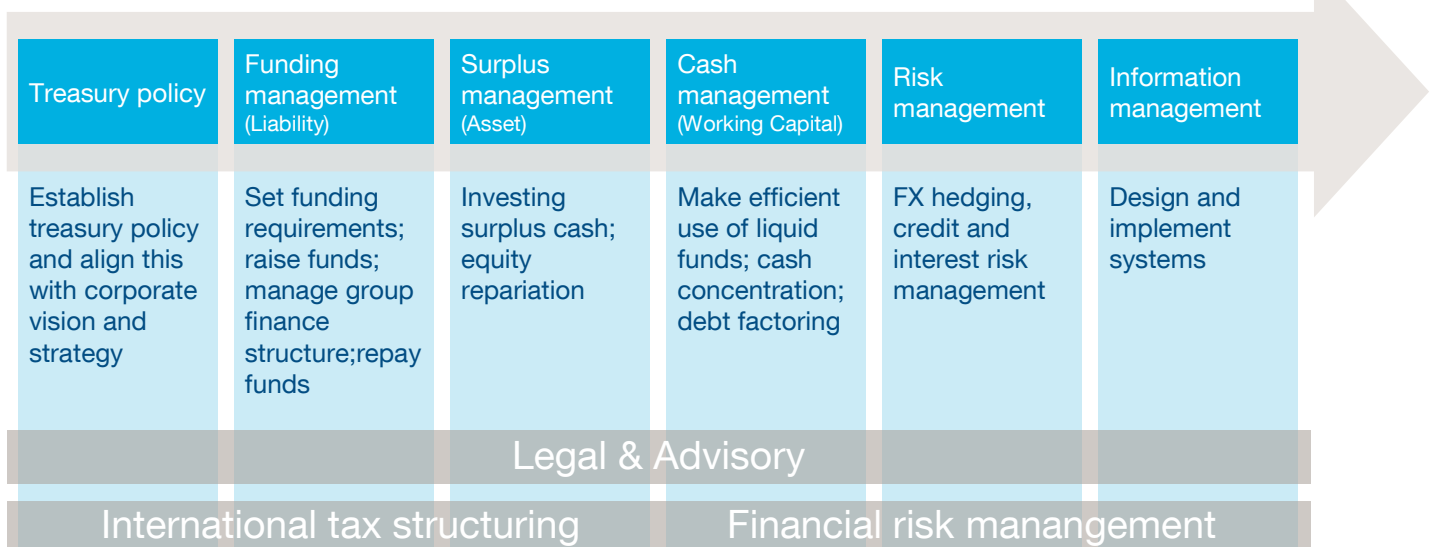 Treasury policy
Funding
management
(Liability)
Surplus
management
(Asset)
Cash
management
(Working Capital)
Risk
management
Information
management
Establish
treasury policy
and align this
with corporate
vision and
strategy
Set funding
requirements;
raise funds;
manage group
finance
structure;repay
funds
Investing
surplus cash;
equity
repariation
Make efficient
use of liquid
funds; cash
concentration;
debt factoring
FX hedging,
credit and
interest risk
management
Design and
implement
systems
Legal & Advisory
International tax structuring
Financial risk manangement